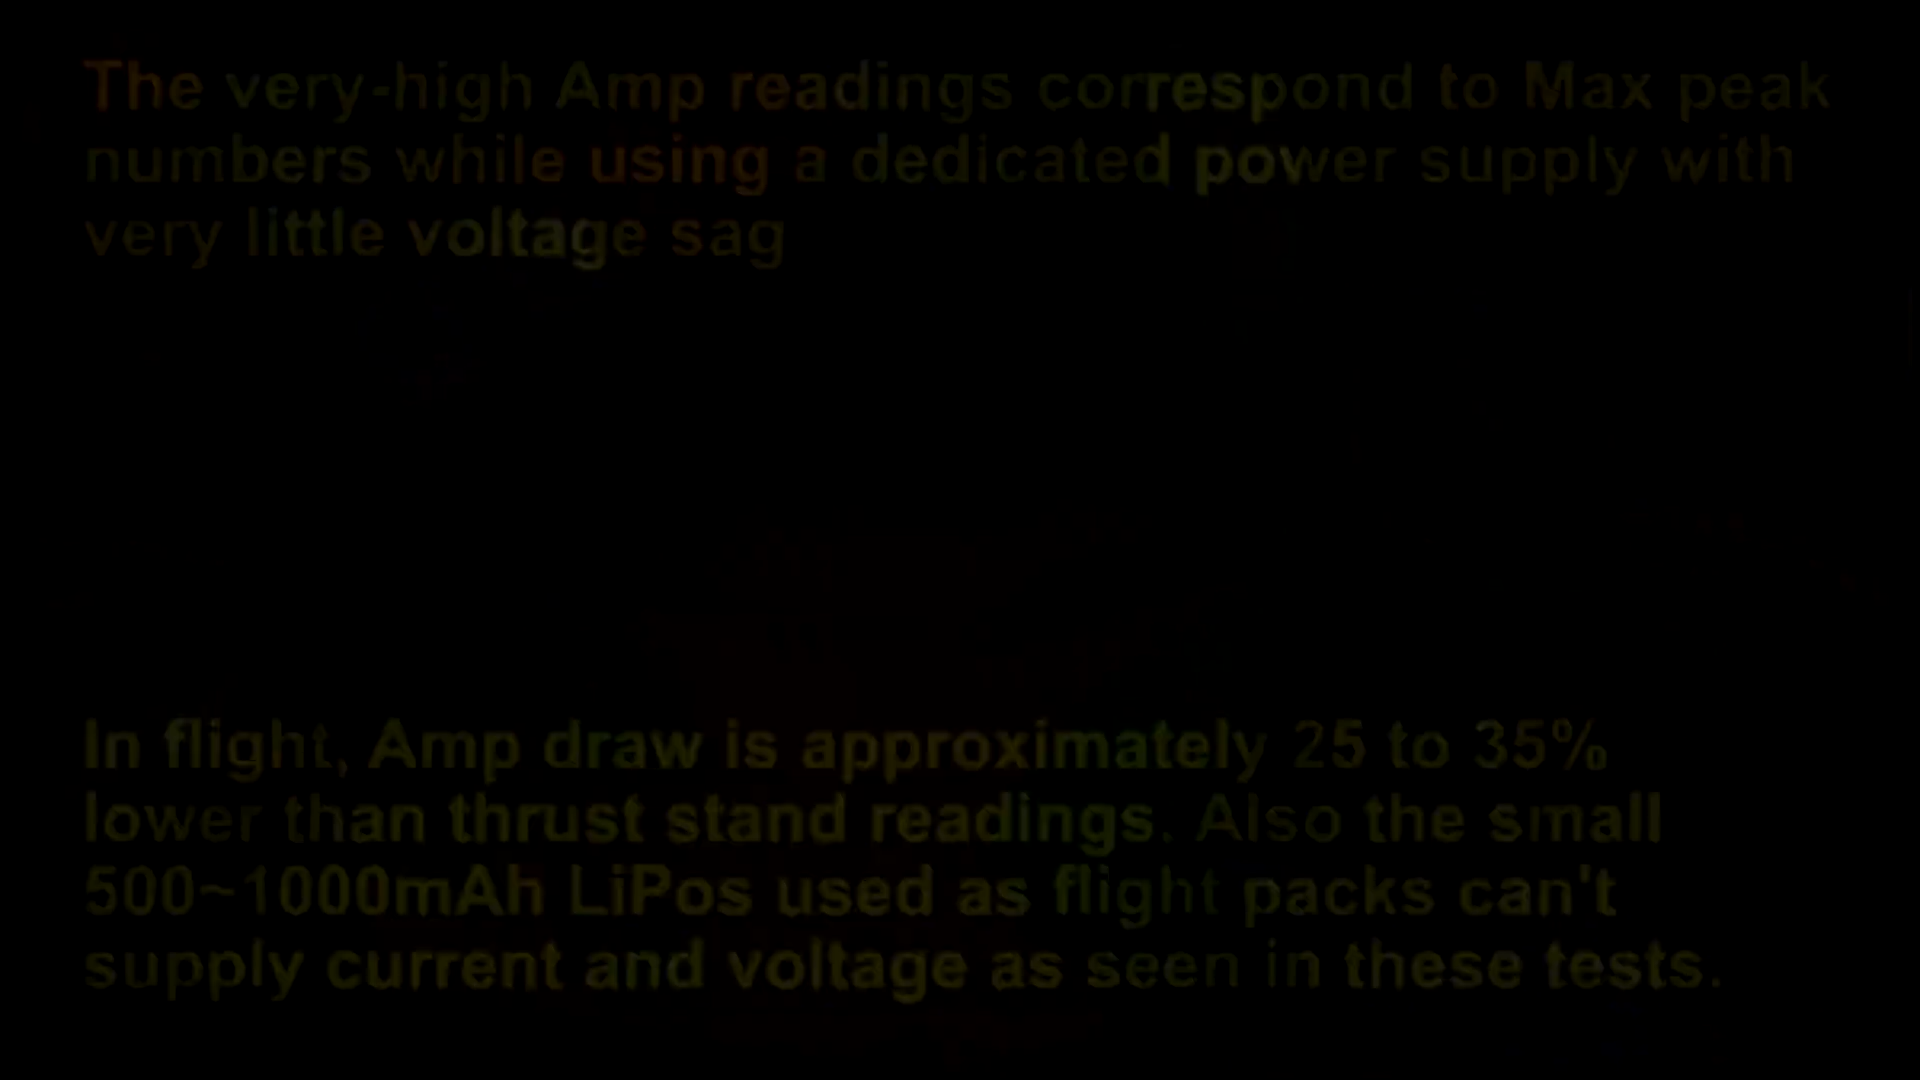 The very-high Amp readings correspond to Max peak
numbers while using a dedicated power supply with
very little voltage sag
In flight, Amp draw is approximately 25 to 35%
lower than thrust stand readings. Also the small
500~1000mAh LiPos used as flight packs can't
supply current and voltage as seen in these tests.